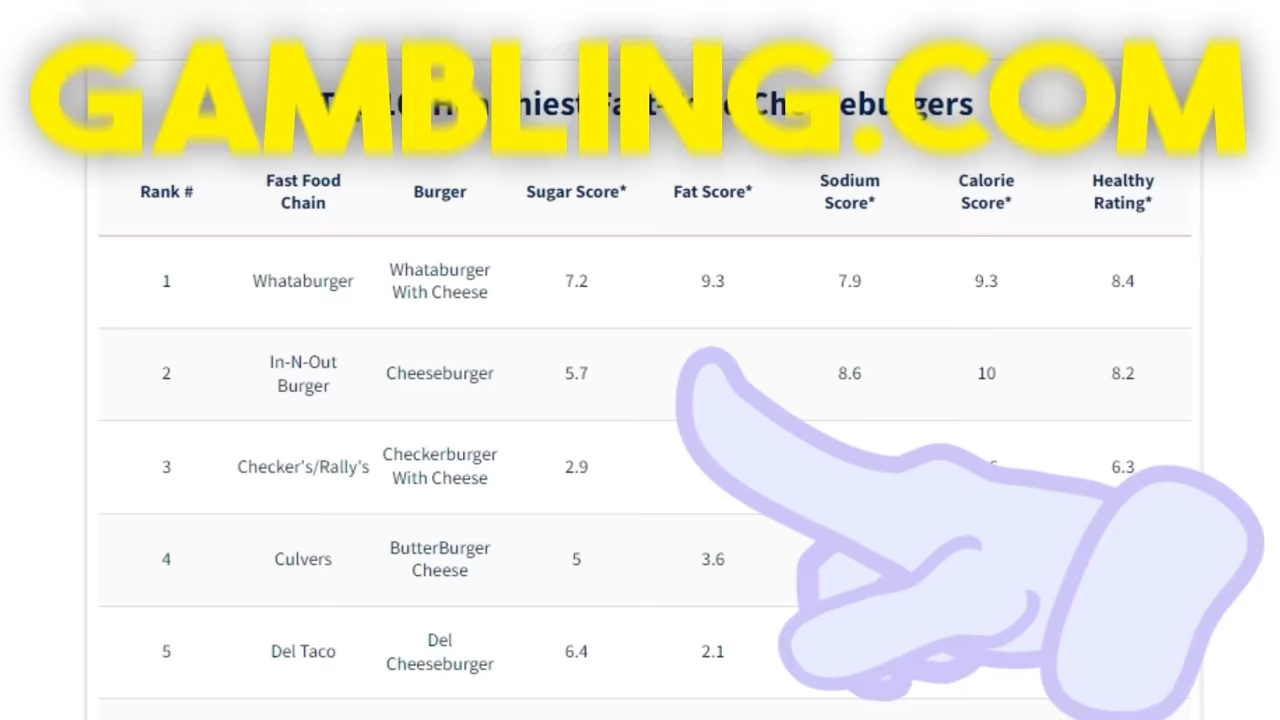 GAMBLING.COM
Fast Food Cheeseburgers
Rank #
Fast Food
Chain
Burger
Sugar Score*
Fat Score*
Sodium
Score*
Calorie
Score*
Healthy
Rating*
1
Whataburger
Whataburger
With Cheese
7.2
9.3
7.9
9.3
8.4
2
In-N-Out
Burger
Cheeseburger
5.7
8.6
10
8.2
3
Checker's/Rally's
Checkerburger
With Cheese
2.9
6.3
4
Culvers
ButterBurger
Cheese
5
3.6
5
Del Taco
Del
Cheeseburger
6.4
2.1